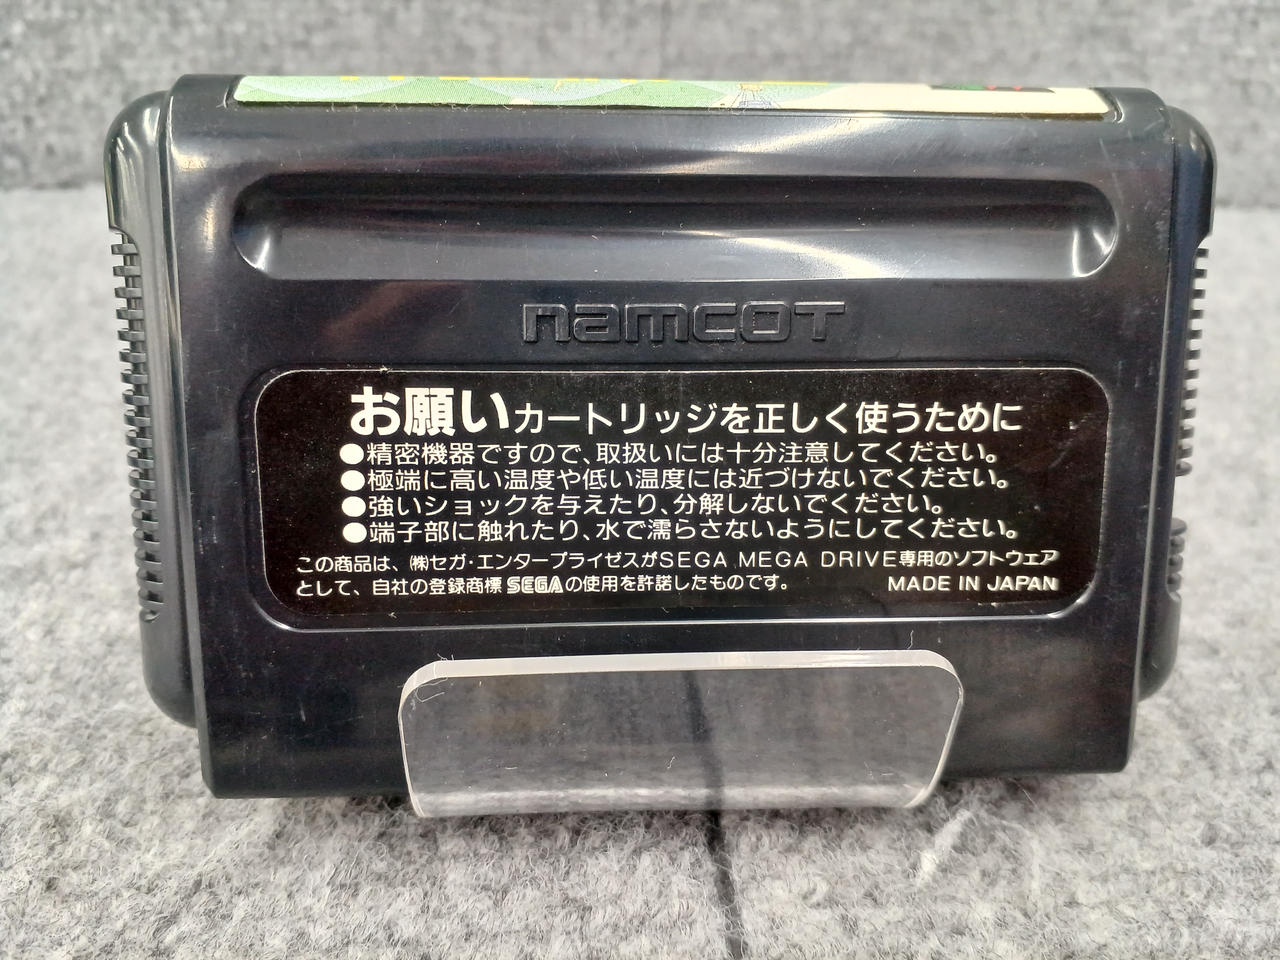 namcot
お願いカートリッジを正しく使うために
●精密機器ですので、取扱いには十分注意してください。
●極端に高い温度や低い温度には近づけないでください。
●強いショックを与えたり、分解しないでください。
●端子部に触れたり、水で濡らさないようにしてください。
この商品は、㈱セガ・エンタープライゼスがSEGA MEGA DRIVE専用のソフトウェア
として、自社の登録商標SEGAの使用を許諾したものです。 MADE IN JAPAN